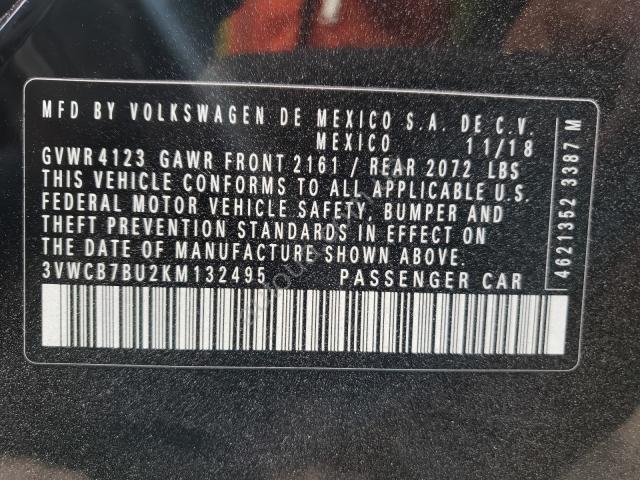 MFD BY VOLKSWAGEN DE MEXICO S.A. DE C.V.
MEXICO 11/18
GVWR 4123 GAWR FRONT 2161 / REAR 2072 LBS
THIS VEHICLE CONFORMS TO ALL APPLICABLE U.S.
FEDERAL MOTOR VEHICLE SAFETY, BUMPER AND
THEFT PREVENTION STANDARDS IN EFFECT ON
THE DATE OF MANUFACTURE SHOWN ABOVE.
3VWCB7BU2KM132495 PASSENGER CAR
4621352 3387 M